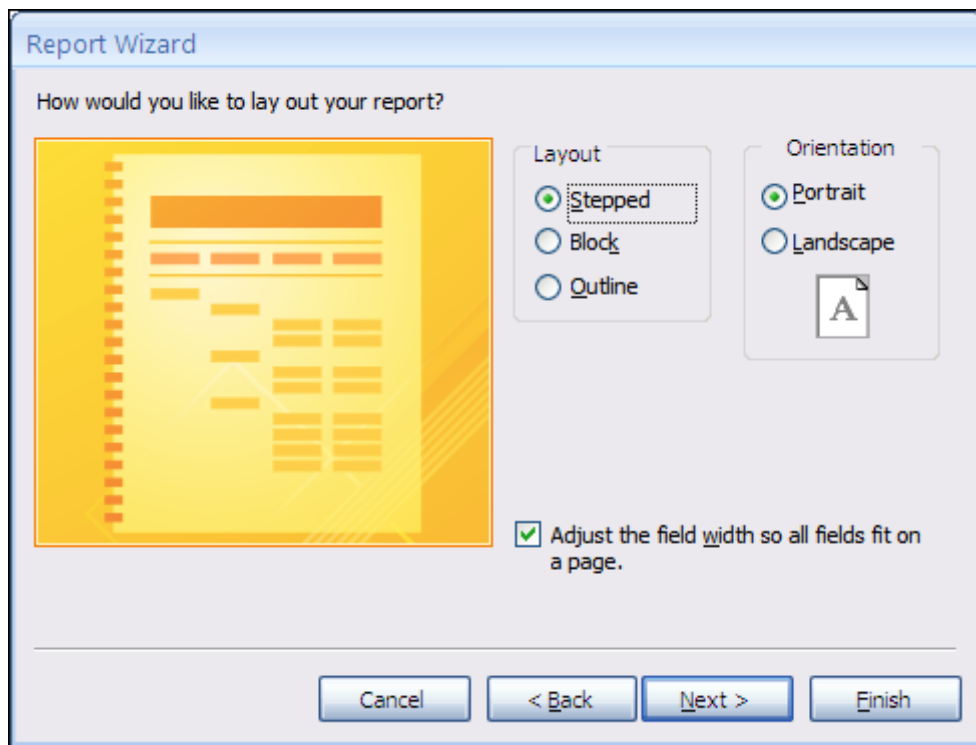 Report Wizard
How would you like to lay out your report?
Layout
Stepped
Block
Outline
Orientation
Portrait
Landscape
A
Adjust the field width so all fields fit on
a page.
Cancel
< Back
Next >
Finish